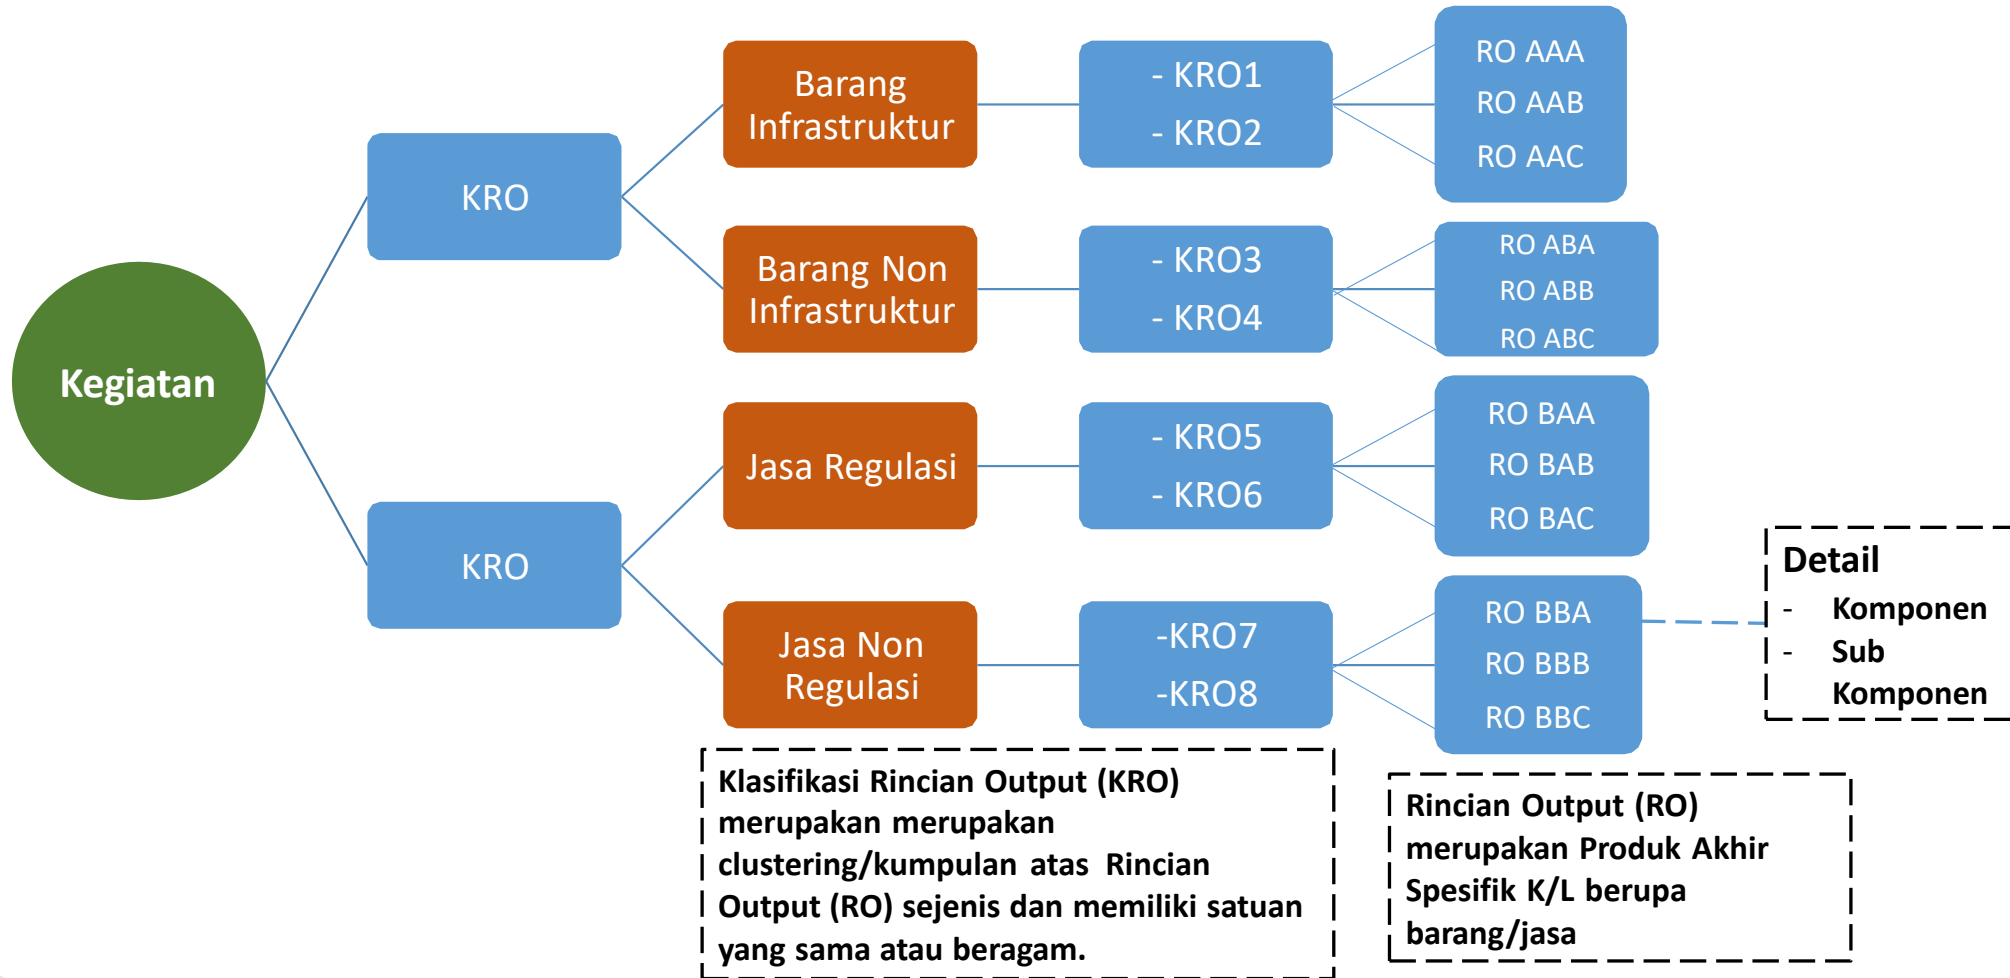 Kegiatan
KRO
KRO
Barang
Infrastruktur
Barang Non
Infrastruktur
Jasa Regulasi
Jasa Non
Regulasi
- KRO1
- KRO2
- KRO3
- KRO4
- KRO5
- KRO6
-KRO7
-KRO8
RO AAA
RO AAB
RO AAC
RO ABA
RO ABB
RO ABC
RO BAA
RO BAB
RO BAC
RO BBA
RO BBB
RO BBC
Detail
- Komponen
- Sub
Komponen
Klasifikasi Rincian Output (KRO)
merupakan merupakan
clustering/kumpulan atas Rincian
Output (RO) sejenis dan memiliki satuan
yang sama atau beragam.
Rincian Output (RO)
merupakan Produk Akhir
Spesifik K/L berupa
barang/jasa